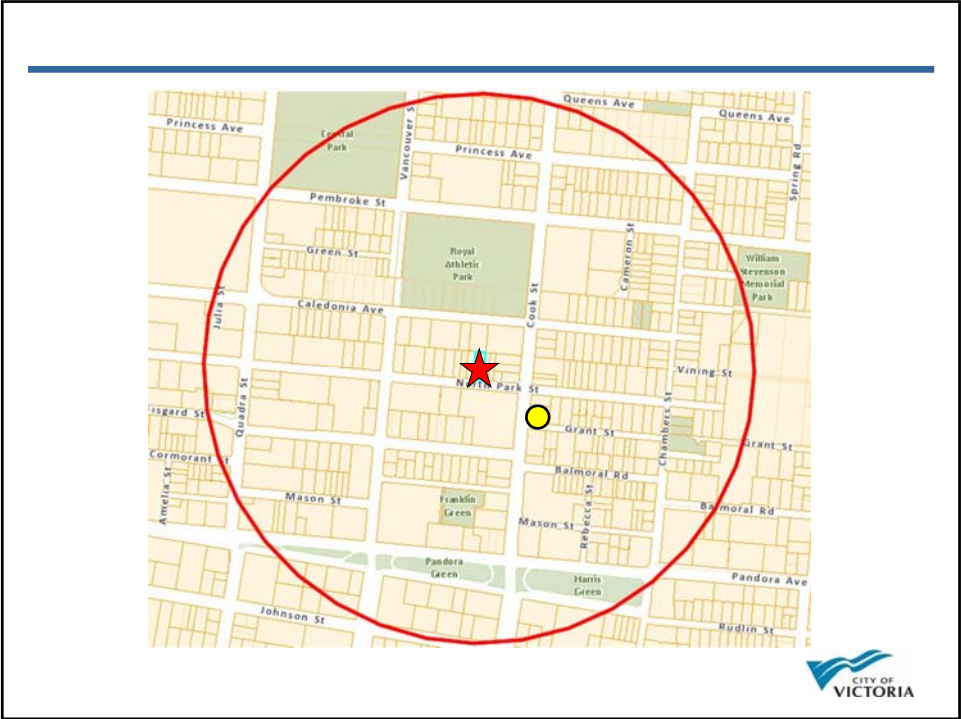 Queens Ave
Queens Ave
Princess Ave
Central
Park
Vancouver S
Princess Ave
Spring Rd
Pembroke St
Green St
Royal
Athletic
Park
Cameron St
William
Stevenson
Memorial
Park
Julia St
Caledonia Ave
Cook St
Vining St
North Park St
Quadra St
isgard St
Grant St
Chambers St
Grant St
Cormorant St
Balmoral Rd
Amelia St
Mason St
Franklin
Green
Mason St
Rebecca St
Balmoral Rd
Pandora
Green
Harris
Green
Pandora Ave
Johnson St
Rudlin St
CITY OF
VICTORIA